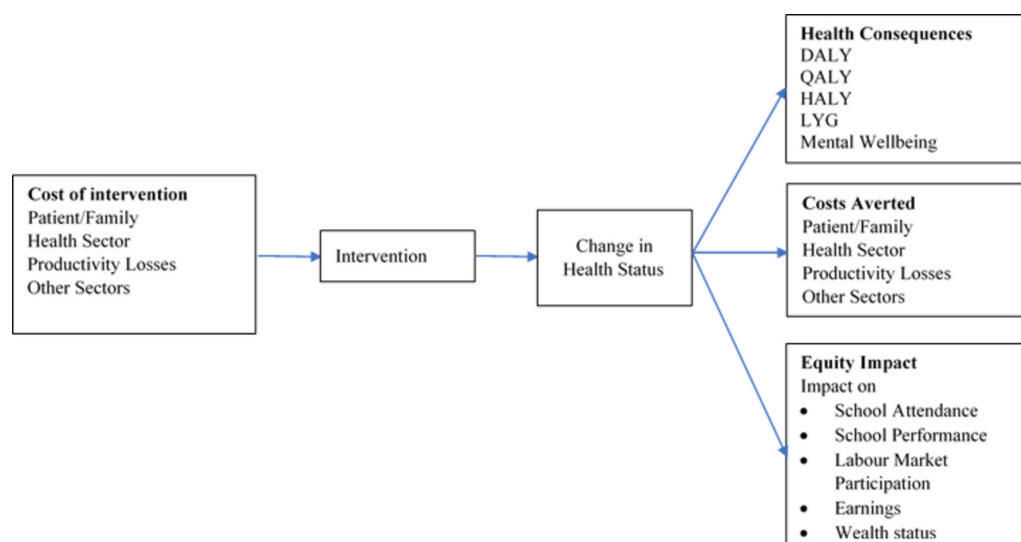 Cost of intervention
Patient/Family
Health Sector
Productivity Losses
Other Sectors
Intervention
Change in
Health Status
Health Consequences
DALY
QALY
HALY
LYG
Mental Wellbeing
Costs Averted
Patient/Family
Health Sector
Productivity Losses
Other Sectors
Equity Impact
Impact on
• School Attendance
• School Performance
• Labour Market
Participation
• Earnings
• Wealth status